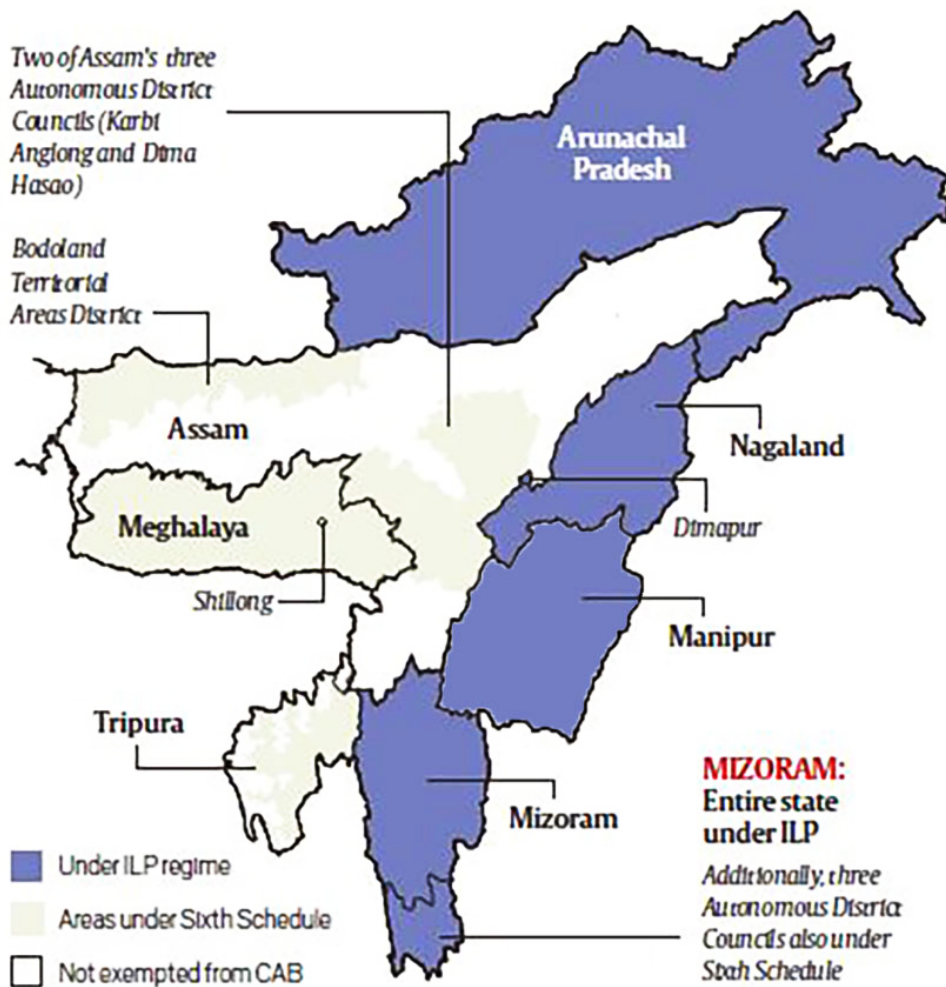 Two of Assam's three
Autonomous District
Councils (Karbi
Anglong and Dima
Hasao)
Arunachal
Pradesh
Bodoland
Territorial
Areas District
Assam
Nagaland
Meghalaya
Dimapur
Shillong
Manipur
Tripura
MIZORAM:
Entire state
under ILP
Mizoram
Additionally, three
Autonomous District
Councils also under
Sixah Schedule
Under ILP regime
Areas under Sixth Schedule
Not exempted from CAB